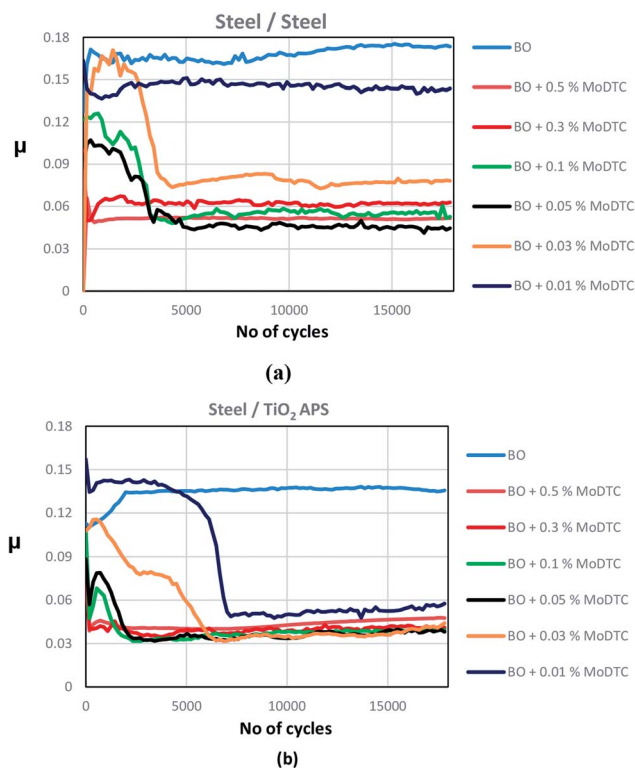 Steel / Steel
0.18
0.15
0.12
0.09
0.06
0.03
0
μ
0
5000
10000
15000
No of cycles
BO
BO + 0.5 % MoDTC
BO + 0.3 % MoDTC
BO + 0.1 % MoDTC
BO + 0.05 % MoDTC
BO + 0.03 % MoDTC
BO + 0.01 % MoDTC
(a)
Steel / TiO₂ APS
0.18
0.15
0.12
0.09
0.06
0.03
0
μ
0
5000
10000
15000
No of cycles
BO
BO + 0.5 % MoDTC
BO + 0.3 % MoDTC
BO + 0.1 % MoDTC
BO + 0.05 % MoDTC
BO + 0.03 % MoDTC
BO + 0.01 % MoDTC
(b)